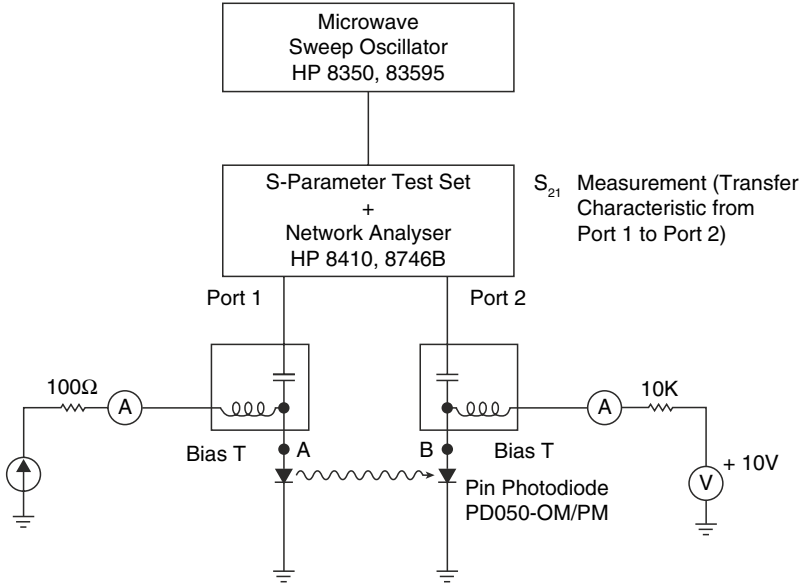 Microwave
Sweep Oscillator
HP 8350, 83595
S-Parameter Test Set
+
Network Analyser
HP 8410, 8746B
S21 Measurement (Transfer
Characteristic from
Port 1 to Port 2)
Port 1
Port 2
100Ω
A
A
10K
Bias T
A
B
Bias T
+ 10V
V
Pin Photodiode
PD050-OM/PM